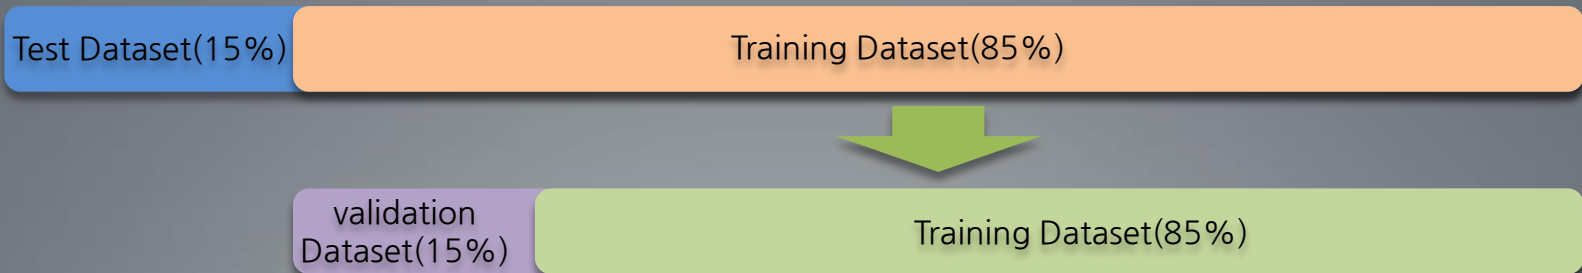 Test Dataset(15%)
Training Dataset(85%)
validation
Dataset(15%)
Training Dataset(85%)